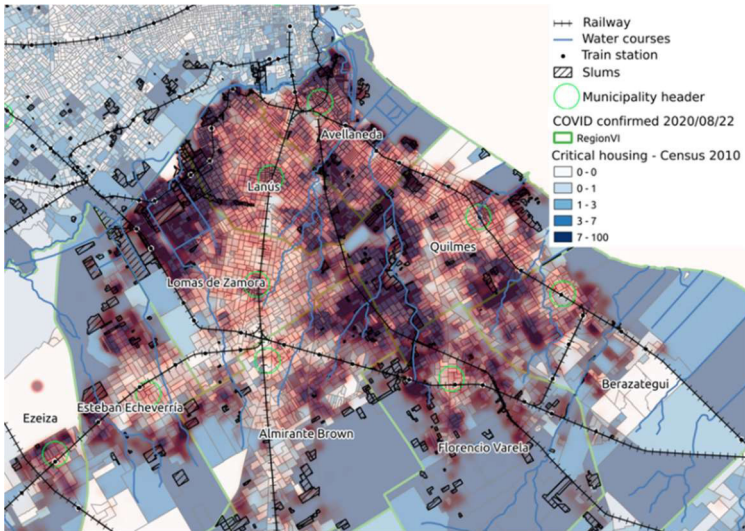 Railway
Water courses
Train station
Slums
Municipality header
COVID confirmed 2020/08/22
RegionVI
Critical housing - Census 2010
0 - 0
0 - 1
1 - 3
3 - 7
7 - 100
Avellaneda
Lanús
Quilmes
Lomas de Zamora
Berazategui
Esteban Echeverría
Ezeiza
Almirante Brown
Florencio Varela